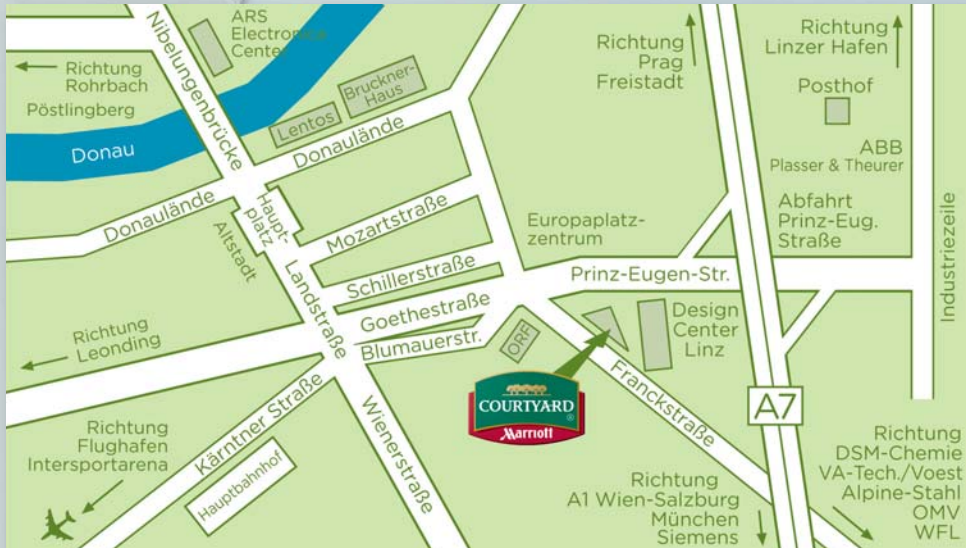 ARS
Electronic
Center
Nibelungenbrücke
Richtung
Rohrbach
Pöstlingberg
Donau
Lentos
Bruckner-
Haus
Donaulände
Donaulände
Haupt-
platz
Altstadt
Mozartstraße
Schillerstraße
Goethestraße
Blumauerstr.
Landstraße
Richtung
Prag
Freistadt
Richtung
Linzer Hafen
Posthof
ABB
Plasser & Theurer
Abfahrt
Prinz-Eug.
Straße
Industriezeile
Europaplatz-
zentrum
Prinz-Eugen-Str.
Design
Center
Linz
ORF
COURTYARD
®
Marriott
Franckstraße
A7
Richtung
Leonding
Richtung
Flughafen
Intersportarena
Kärntner Straße
Hauptbahnhof
Wienerstraße
Richtung
A1 Wien-Salzburg
München
Siemens
Richtung
DSM-Chemie
VA-Tech./Voest
Alpine-Stahl
OMV
WFL